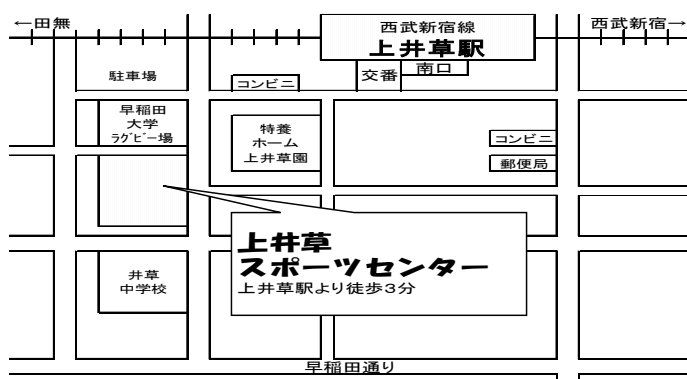 ←田無
西武新宿線
西武新宿→
上井草駅
駐車場
コンビニ
交番
南口
早稲田
大学
ラグビー場
特養
ホーム
上井草園
コンビニ
郵便局
上井草
スポーツセンター
上井草駅より徒歩3分
井草
中学校
早稲田通り